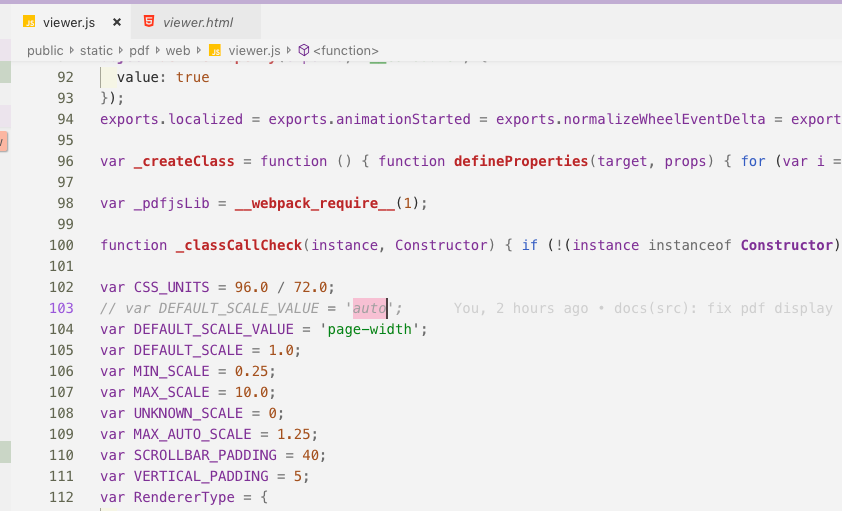 viewer.js ×
viewer.html
public static pdf web viewer.js <function>
92 value: true
93 });
94 exports.localized = exports.animationStarted = exports.normalizeWheelEventDelta = export
95
96 var _createClass = function () { function defineProperties(target, props) { for (var i =
97
98 var _pdfjsLib = __webpack_require__(1);
99
100 function _classCallCheck(instance, Constructor) { if (!(instance instanceof Constructor)
101
102 var CSS_UNITS = 96.0 / 72.0;
103 // var DEFAULT_SCALE_VALUE = 'auto'; You, 2 hours ago • docs(src): fix pdf display
104 var DEFAULT_SCALE_VALUE = 'page-width';
105 var DEFAULT_SCALE = 1.0;
106 var MIN_SCALE = 0.25;
107 var MAX_SCALE = 10.0;
108 var UNKNOWN_SCALE = 0;
109 var MAX_AUTO_SCALE = 1.25;
110 var SCROLLBAR_PADDING = 40;
111 var VERTICAL_PADDING = 5;
112 var RendererType = {